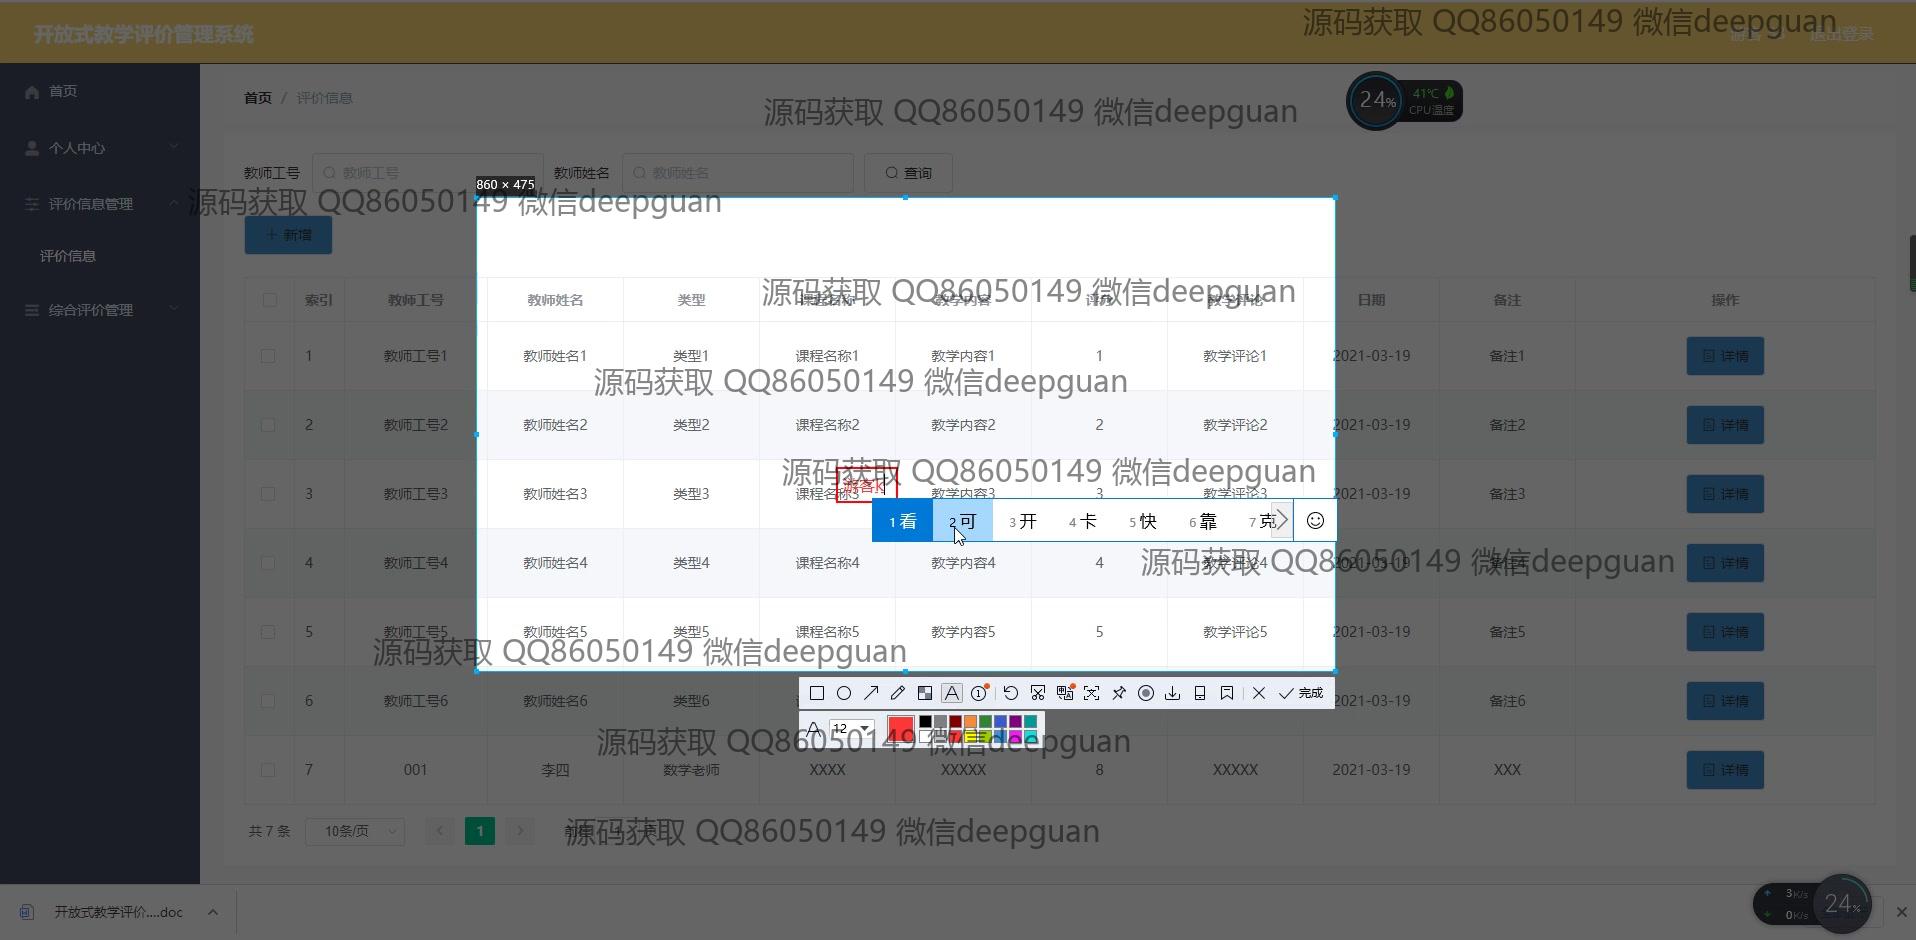 开放式教学评价管理系统
源码获取 QQ86050149 微信deepguan
退出登录
首页
个人中心
评价信息管理
评价信息
综合评价管理
首页 / 评价信息
源码获取 QQ86050149 微信deepguan
24%
41℃
CPU温度
教师工号 教师工号 教师姓名 教师姓名 查询
860 × 475
源码获取 QQ86050149 微信deepguan
+ 新增
源码获取 QQ86050149 微信deepguan
索引 教师工号 教师姓名 类型 课程名称 教学内容 评分 教学评论 日期 备注 操作
1 教师工号1 教师姓名1 类型1 课程名称1 教学内容1 1 教学评论1 2021-03-19 备注1 详情
源码获取 QQ86050149 微信deepguan
2 教师工号2 教师姓名2 类型2 课程名称2 教学内容2 2 教学评论2 2021-03-19 备注2 详情
源码获取 QQ86050149 微信deepguan
3 教师工号3 教师姓名3 类型3 课程名称3 教学内容3 3 教学评论3 2021-03-19 备注3 详情
游客k
1 看 2 可 3 开 4 卡 5 快 6 靠 7 克
源码获取 QQ86050149 微信deepguan
4 教师工号4 教师姓名4 类型4 课程名称4 教学内容4 4 教学评论4 2021-03-19 备注4 详情
5 教师工号5 教师姓名5 类型5 课程名称5 教学内容5 5 教学评论5 2021-03-19 备注5 详情
源码获取 QQ86050149 微信deepguan
6 教师工号6 教师姓名6 类型6 2021-03-19 备注6 详情
完成
12
源码获取 QQ86050149 微信deepguan
7 001 李四 数学老师 XXXX XXXXX 8 XXXXX 2021-03-19 XXX 详情
共 7 条 10条/页 1
源码获取 QQ86050149 微信deepguan
开放式教学评价....doc
3K/s
0K/s
24%